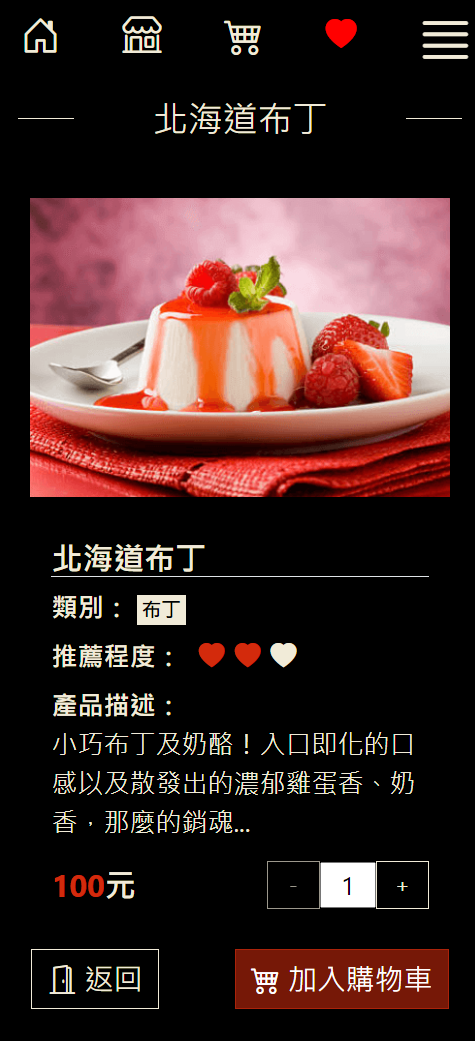 北海道布丁
北海道布丁
類別： 布丁
推薦程度：
產品描述：
小巧布丁及奶酪！入口即化的口
感以及散發出的濃郁雞蛋香、奶
香，那麼的銷魂...
100元 - 1 +
返回 加入購物車